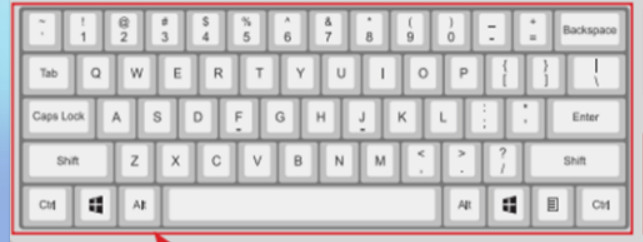 ~ ! @ # $ % ^ & * ( ) _ + Backspace
` 1 2 3 4 5 6 7 8 9 0 - =
Tab Q W E R T Y U I O P { } |
[ ] \
Caps Lock A S D F G H J K L : " Enter
; '
Shift Z X C V B N M < > ? Shift
, . /
Ctrl Alt Alt Ctrl